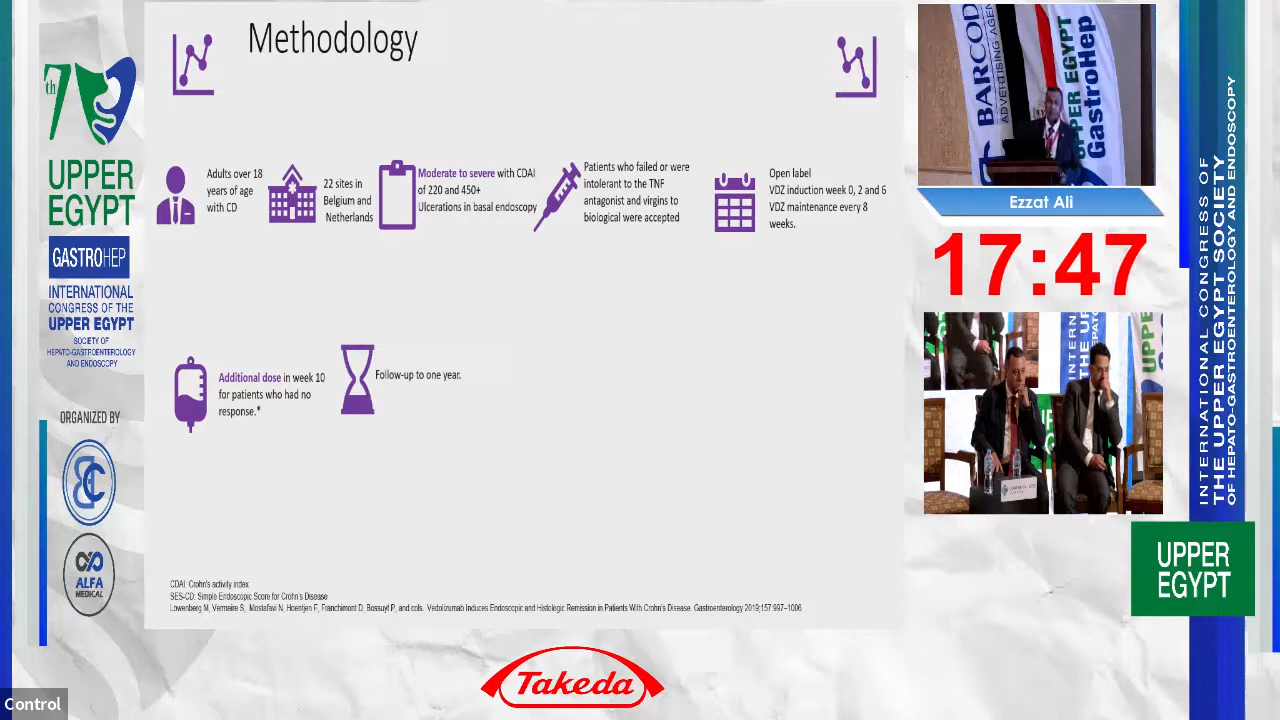 Methodology
Adults over 18
years of age
with CD
22 sites in
Belgium and
Netherlands
Moderate to severe with CDAI
of 220 and 450+
Ulcerations in basal endoscopy
Patients who failed or were
intolerant to the TNF
antagonist and virgins to
biological were accepted
Open label
VDZ induction week 0, 2 and 6
VDZ maintenance every 8
weeks.
Additional dose in week 10
for patients who had no
response.*
Follow-up to one year.
CDAI: Crohn's activity index
SES-CD: Simple Endoscopic Score for Crohn's Disease
Lowenberg M, Vermeire S, Mostafavi N, Hoentjen F, Franchimont D, Bossuyt P, and cols. Vedolizumab Induces Endoscopic and Histologic Remission in Patients With Crohn's Disease. Gastroenterology 2019;157:997–1006
7th
UPPER
EGYPT
GASTROHEP
INTERNATIONAL
CONGRESS OF THE
UPPER EGYPT
SOCIETY OF
HEPATO-GASTROENTEROLOGY
AND ENDOSCOPY
ORGANIZED BY
ALFA
MEDICAL
BARCOD
ADVERTISING AGEN
UPPER EGYPT
GastroHep
Ezzat Ali
17:47
INTERNATIONAL CONGRESS OF
THE UPPER EGYPT SOCIETY
OF HEPATO-GASTROENTEROLOGY AND ENDOSCOPY
UPPER
EGYPT
Takeda
Control